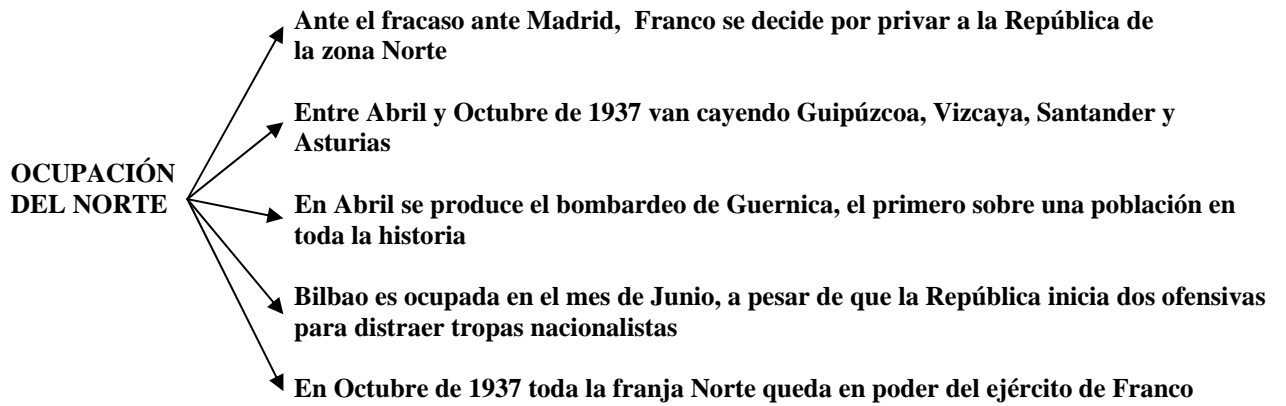 Ante el fracaso ante Madrid, Franco se decide por privar a la República de
la zona Norte
Entre Abril y Octubre de 1937 van cayendo Guipúzcoa, Vizcaya, Santander y
Asturias
OCUPACIÓN
DEL NORTE
En Abril se produce el bombardeo de Guernica, el primero sobre una población en
toda la historia
Bilbao es ocupada en el mes de Junio, a pesar de que la República inicia dos ofensivas
para distraer tropas nacionalistas
En Octubre de 1937 toda la franja Norte queda en poder del ejército de Franco